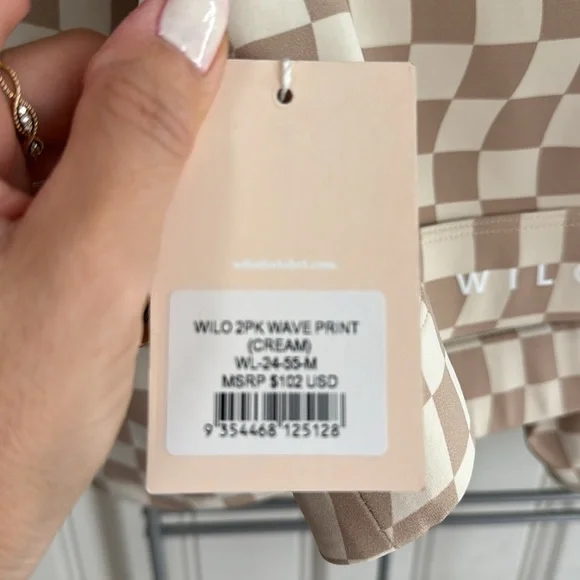 WILO 2PK WAVE PRINT
(CREAM)
WL-24-55-M
MSRP $102 USD
9 354468 125128
WILO